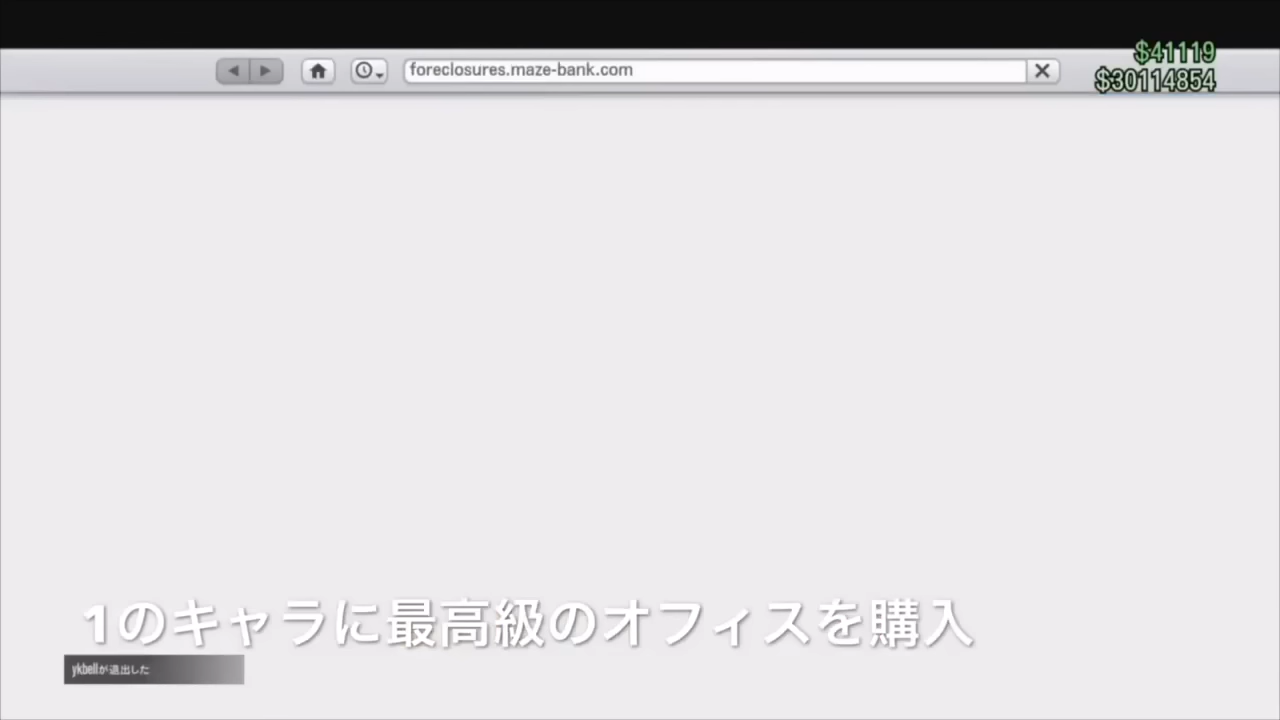 foreclosures.maze-bank.com
$41119
$30114854
1のキャラに最高級のオフィスを購入
ykbellが退出した